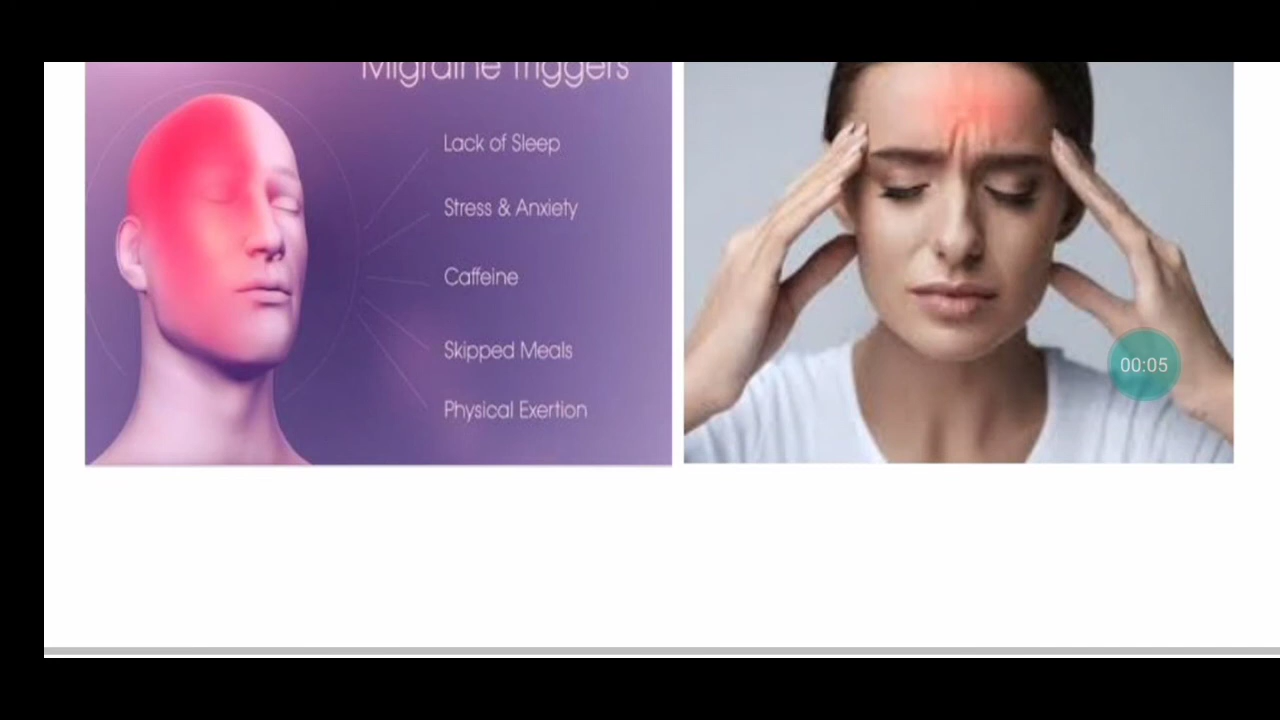 Migraine Triggers
Lack of Sleep
Stress & Anxiety
Caffeine
Skipped Meals
Physical Exertion
00:05